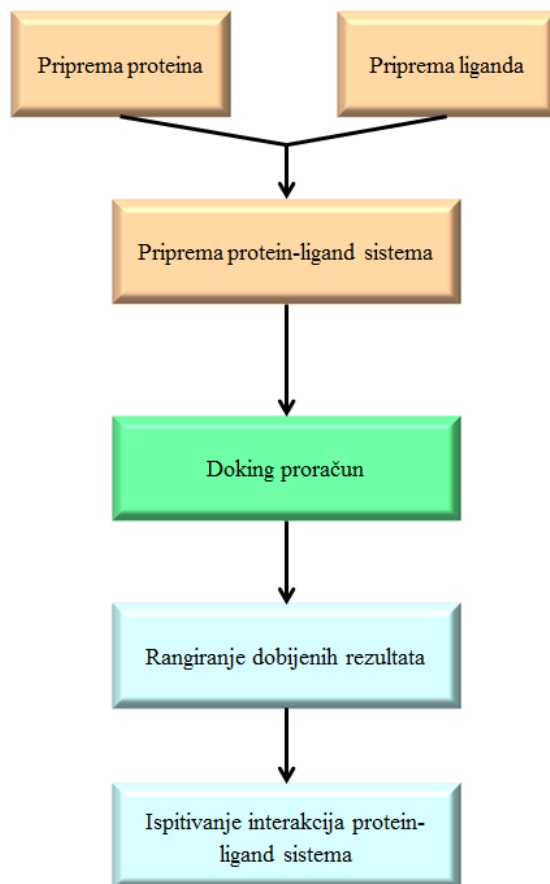 Priprema proteina
Priprema liganda
Priprema protein-ligand sistema
Doking proračun
Rangiranje dobijenih rezultata
Ispitivanje interakcija protein-
ligand sistema